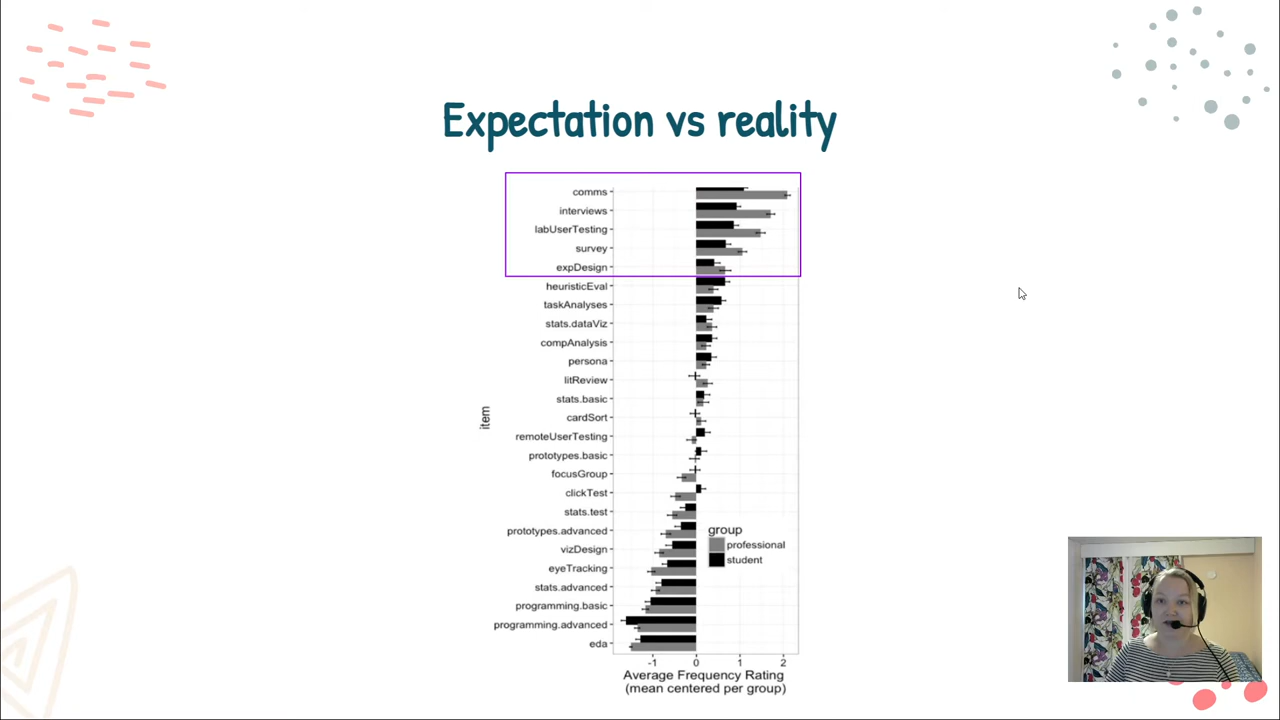 Expectation vs reality
comms
interviews
labUserTesting
survey
expDesign
heuristicEval
taskAnalyses
stats.dataViz
compAnalysis
persona
litReview
stats.basic
cardSort
remoteUserTesting
prototypes.basic
focusGroup
clickTest
stats.test
prototypes.advanced
vizDesign
eyeTracking
stats.advanced
programming.basic
programming.advanced
eda
item
group
professional
student
-1 0 1 2
Average Frequency Rating
(mean centered per group)